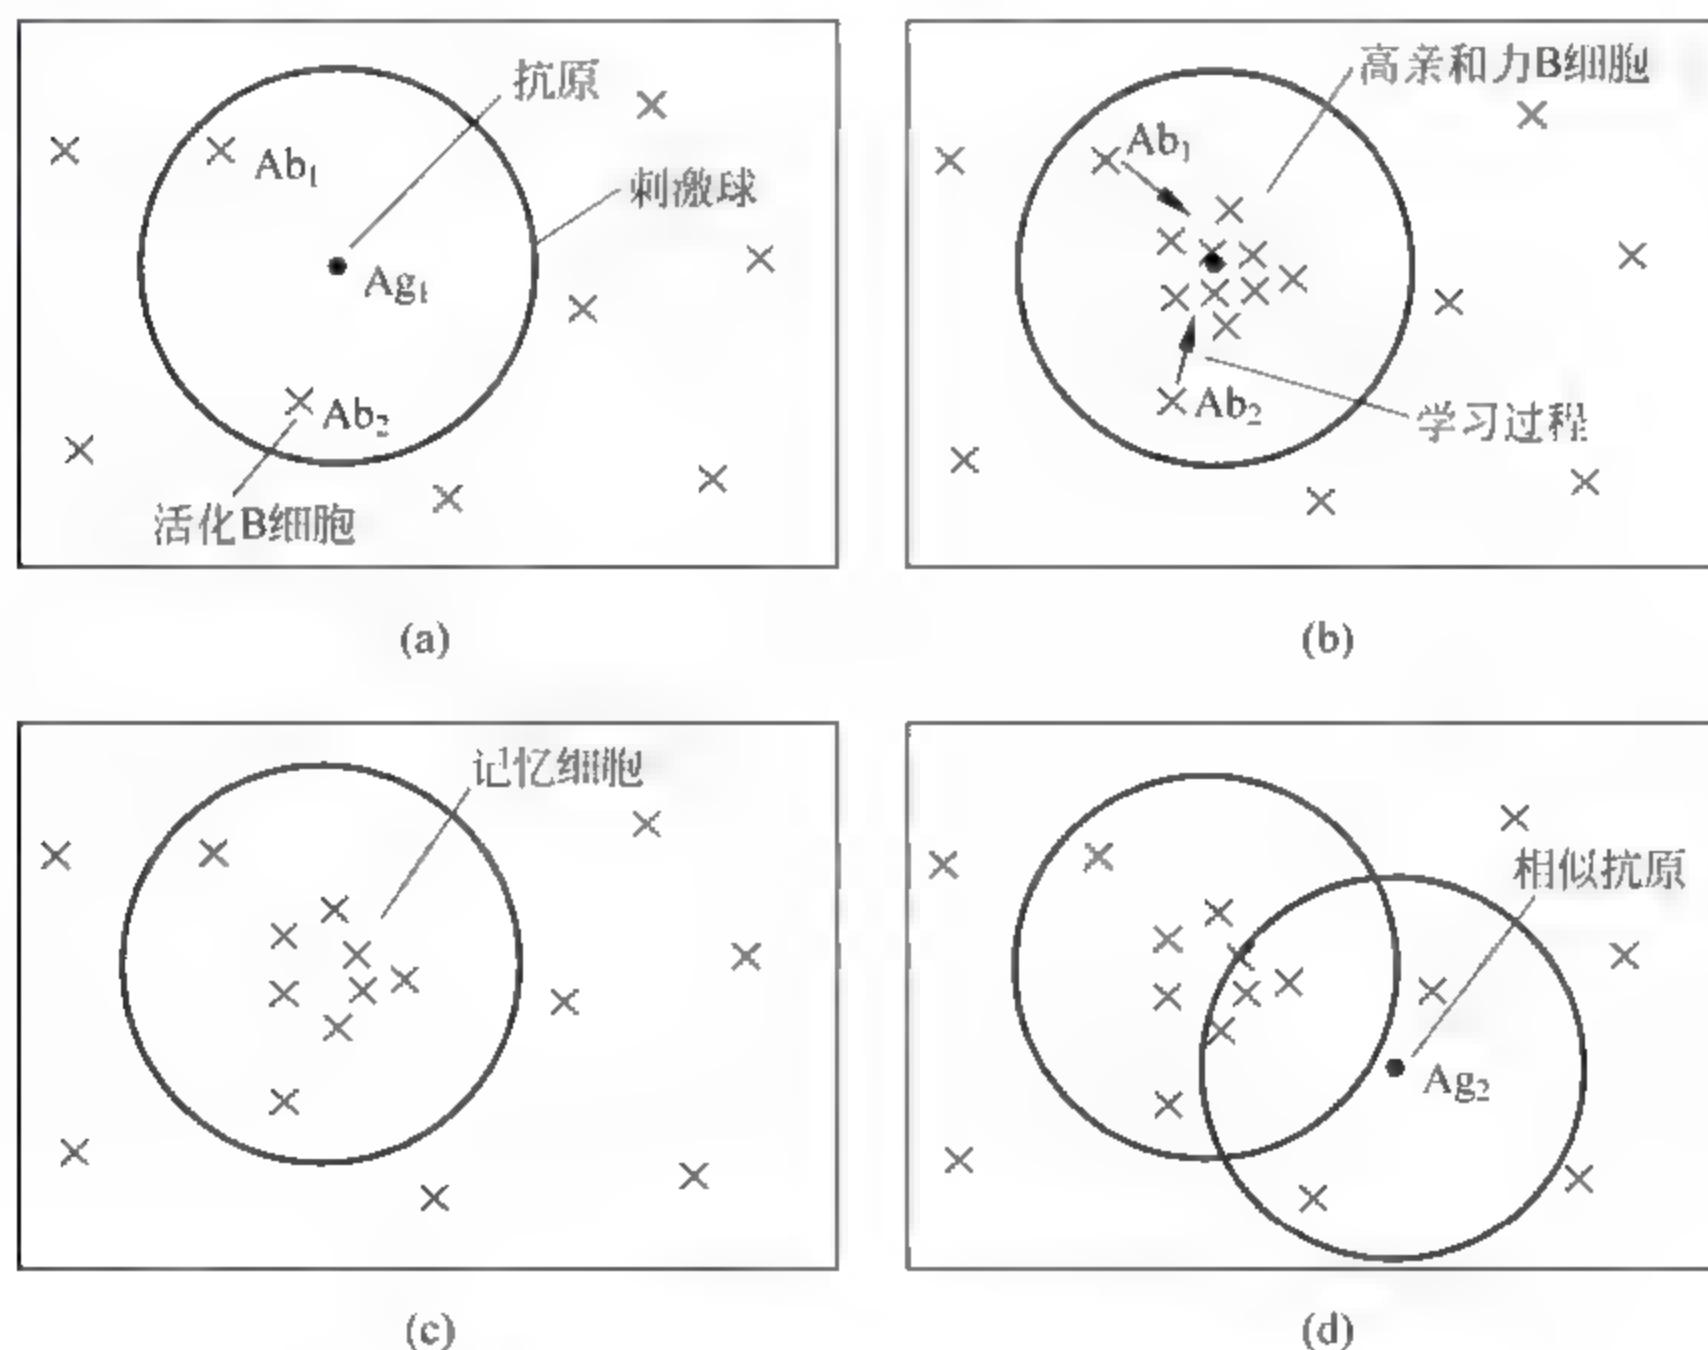 抗原
Ab₁
刺激球
Ag₁
Ab₂
活化B细胞
(a)
高亲和力B细胞
Ab₁
Ab₂
学习过程
(b)
记忆细胞
(c)
相似抗原
Ag₂
(d)